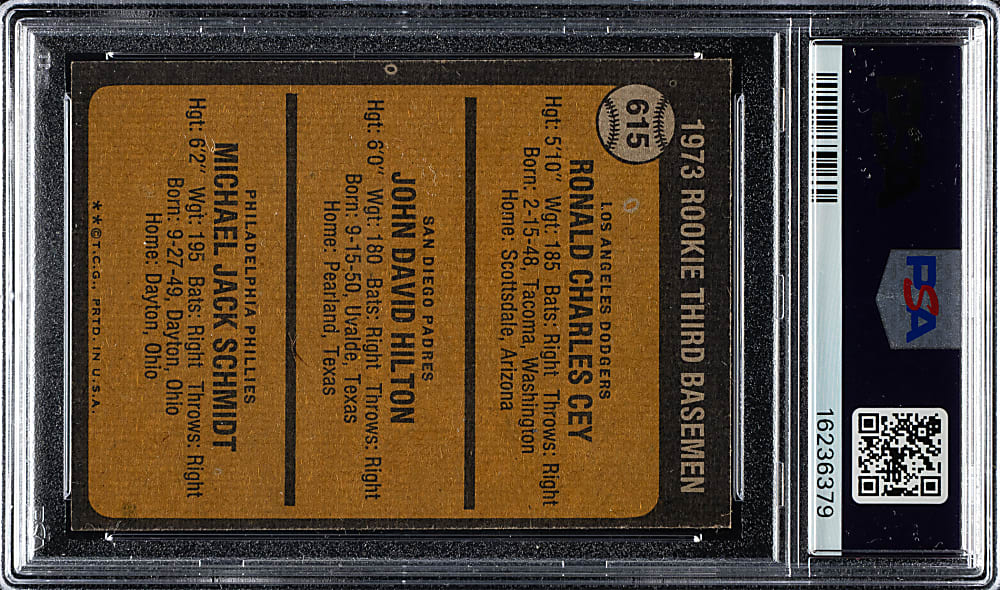 PSA
16236379
1973 ROOKIE THIRD BASEMEN
615
LOS ANGELES DODGERS
RONALD CHARLES CEY
Hgt: 5'10" Wgt: 185 Bats: Right Throws: Right
Born: 2-15-48, Tacoma, Washington
Home: Scottsdale, Arizona
SAN DIEGO PADRES
JOHN DAVID HILTON
Hgt: 6'0" Wgt: 180 Bats: Right Throws: Right
Born: 9-15-50, Uvalde, Texas
Home: Pearland, Texas
PHILADELPHIA PHILLIES
MICHAEL JACK SCHMIDT
Hgt: 6'2" Wgt: 195 Bats: Right Throws: Right
Born: 9-27-49, Dayton, Ohio
Home: Dayton, Ohio
**©T.C.G., PRTD. IN U.S.A.